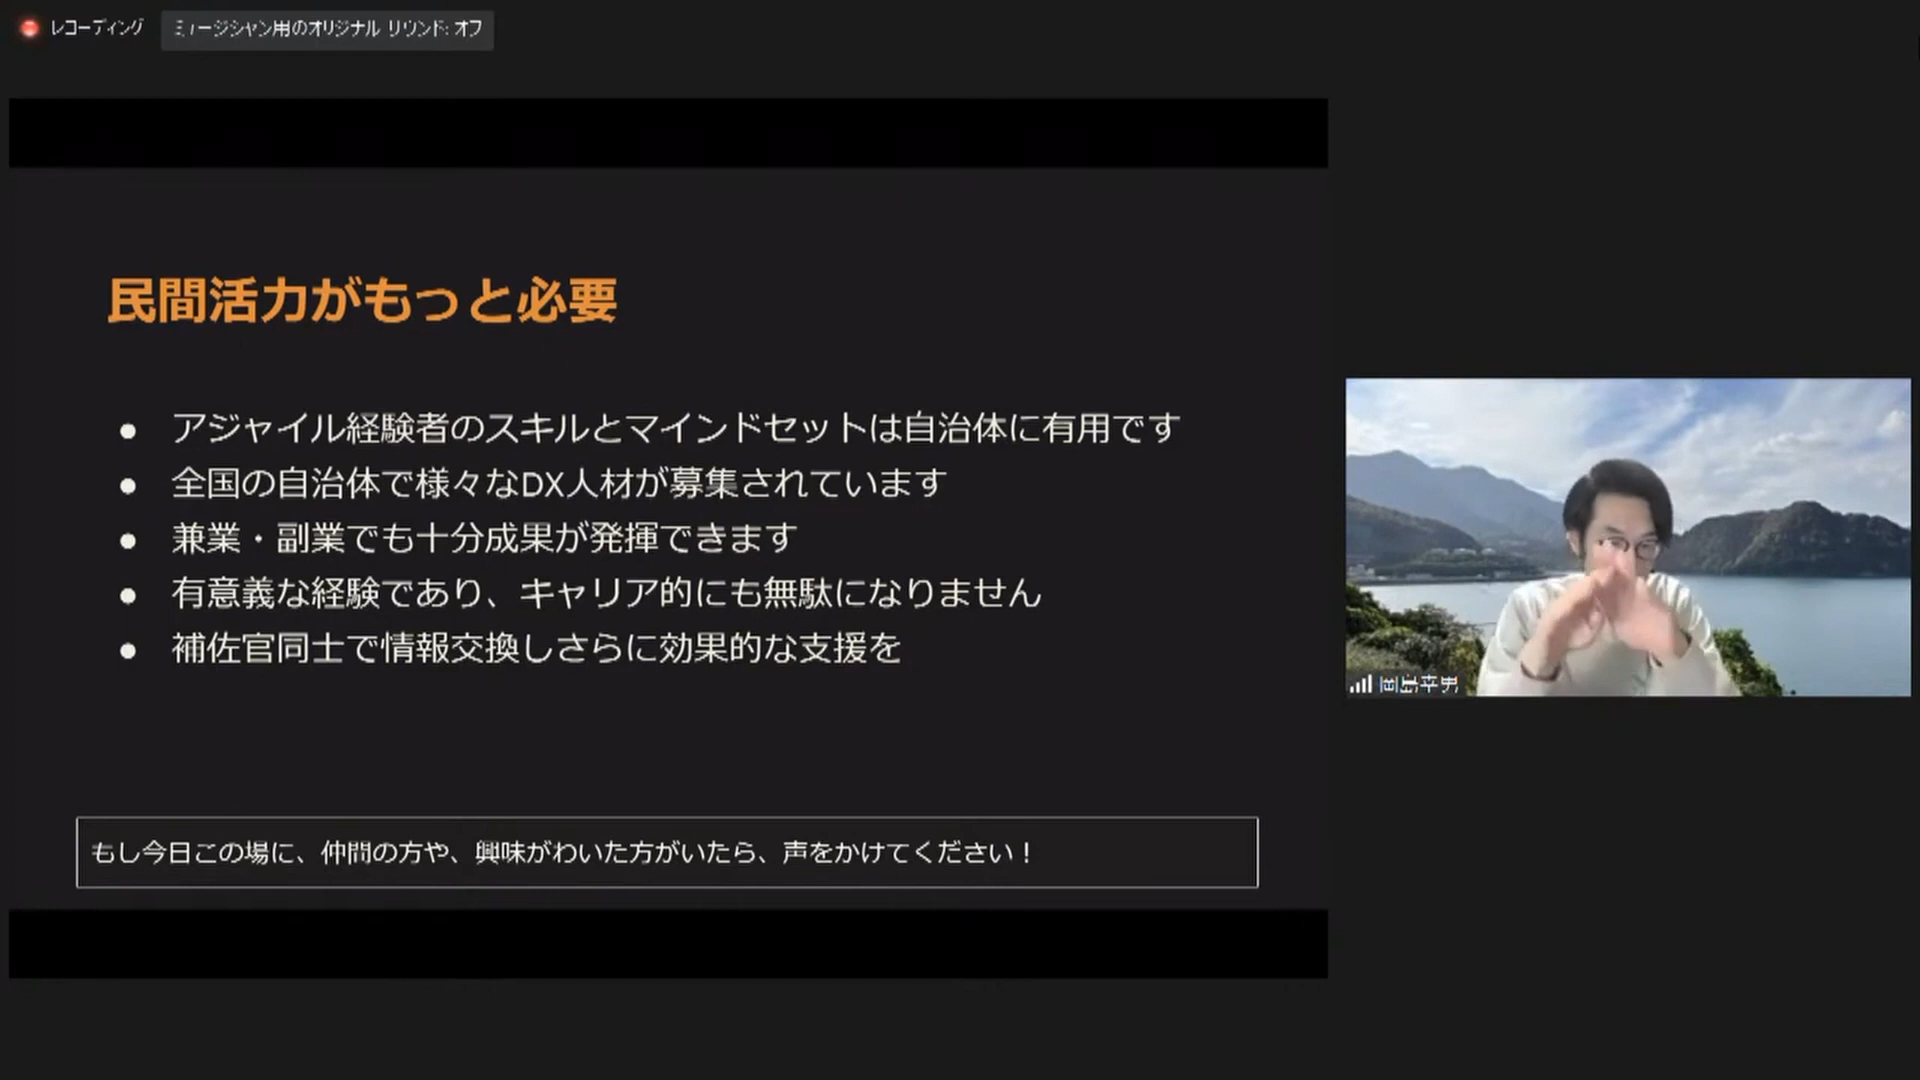 レコーディング
ミュージシャン用のオリジナル サウンド: オフ
民間活力がもっと必要
● アジャイル経験者のスキルとマインドセットは自治体に有用です
● 全国の自治体で様々なDX人材が募集されています
● 兼業・副業でも十分成果が発揮できます
● 有意義な経験であり、キャリア的にも無駄になりません
● 補佐官同士で情報交換しさらに効果的な支援を
もし今日この場に、仲間の方や、興味がわいた方がいたら、声をかけてください！